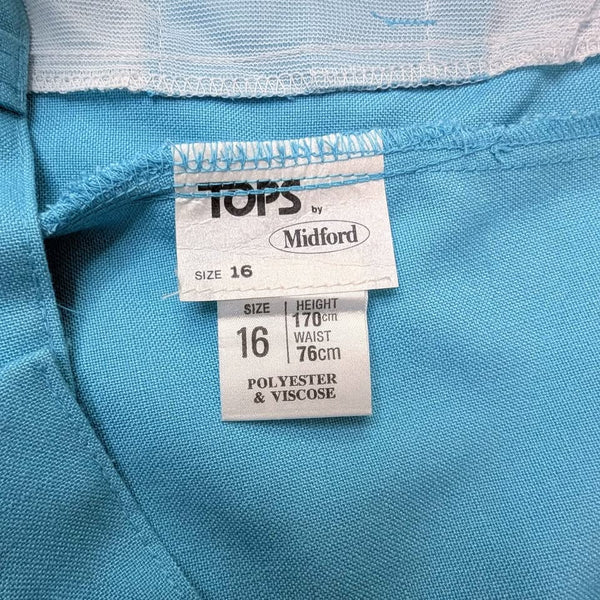 TOPS by
Midford
SIZE 16
SIZE HEIGHT
170cm
16 WAIST
76cm
POLYESTER
& VISCOSE